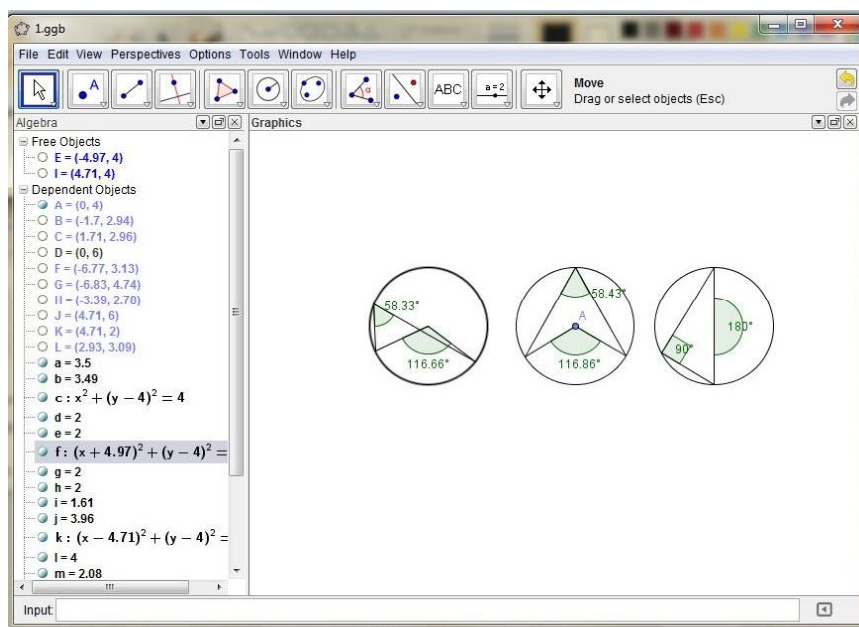 1.ggb
File Edit View Perspectives Options Tools Window Help
A
α
ABC
a=2
Move
Drag or select objects (Esc)
Algebra
Graphics
Free Objects
E = (-4.97, 4)
I = (4.71, 4)
Dependent Objects
A = (0, 4)
B = (-1.7, 2.94)
C = (1.71, 2.96)
D = (0, 6)
F = (-6.77, 3.13)
G = (-6.83, 4.74)
H = (-3.39, 2.78)
J = (4.71, 6)
K = (4.71, 2)
L = (2.93, 3.09)
a = 3.5
b = 3.49
c : x² + (y − 4)² = 4
d = 2
e = 2
f : (x + 4.97)² + (y − 4)² =
g = 2
h = 2
i = 1.61
j = 3.96
k : (x − 4.71)² + (y − 4)² =
l = 4
m = 2.08
58.33°
116.66°
58.43°
A
116.86°
180°
90°
Input: